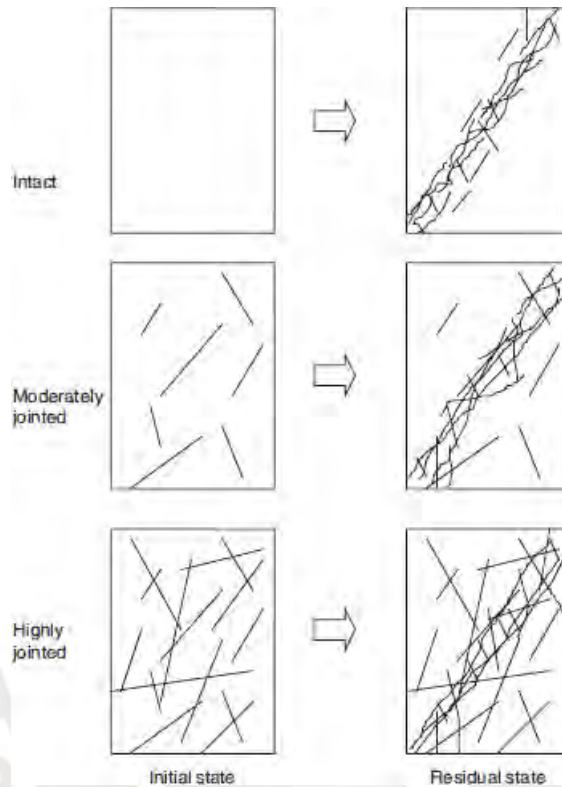 Intact
Moderately
jointed
Highly
jointed
Initial state
Residual state